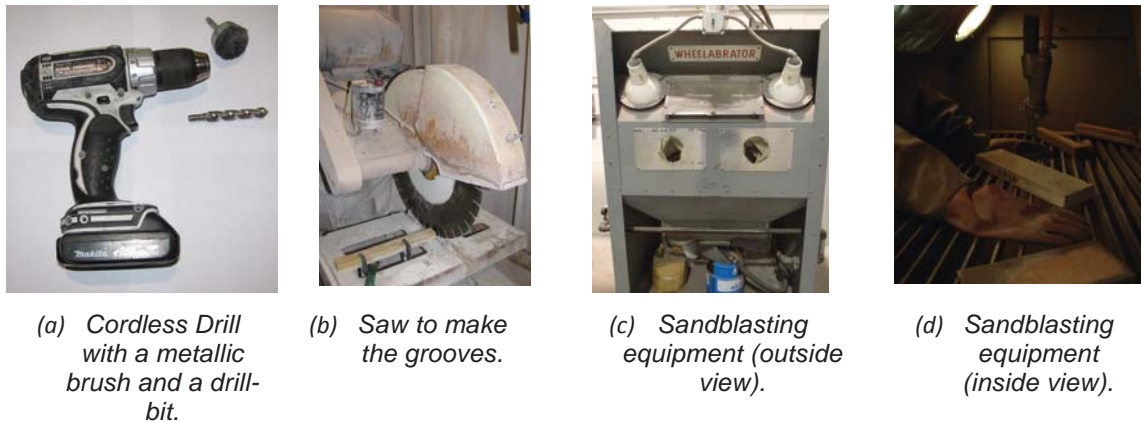 makita
WHEELABRATOR
(a) Cordless Drill
with a metallic
brush and a drill-
bit.
(b) Saw to make
the grooves.
(c) Sandblasting
equipment (outside
view).
(d) Sandblasting
equipment
(inside view).